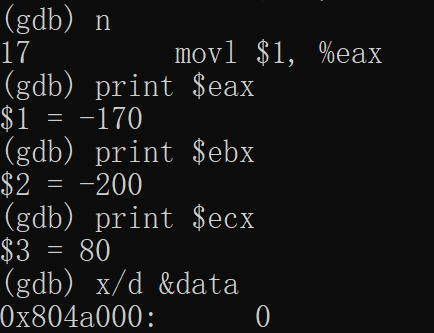 (gdb) n
17              movl $1, %eax
(gdb) print $eax
$1 = -170
(gdb) print $ebx
$2 = -200
(gdb) print $ecx
$3 = 80
(gdb) x/d &data
0x804a000:      0